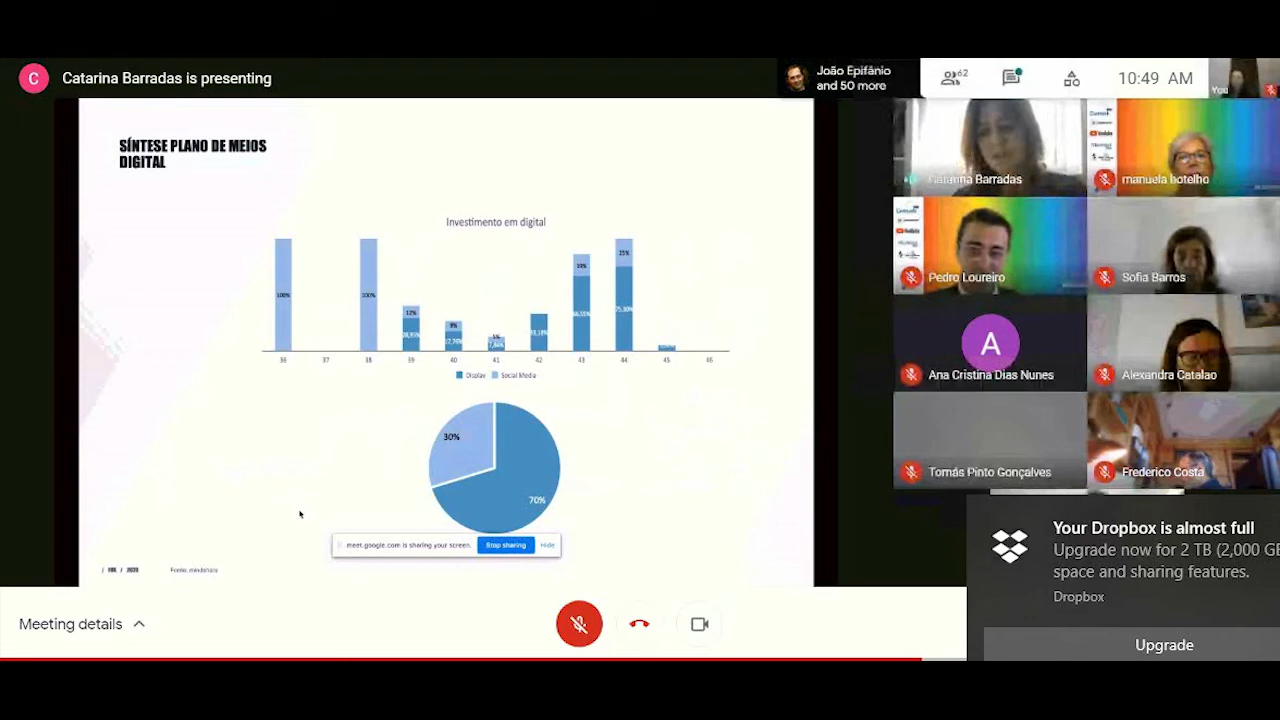 C
Catarina Barradas is presenting
João Epifânio
and 50 more
62
10:49 AM
You
SÍNTESE PLANO DE MEIOS
DIGITAL
Investimento em digital
100%
100%
12%
9%
5%
19%
25%
75,30%
36 37 38 39 40 41 42 43 44 45 46
Display Social Media
30%
70%
meet.google.com is sharing your screen.
Stop sharing
Hide
Catarina Barradas
manuela botelho
Pedro Loureiro
Sofia Barros
A
Ana Cristina Dias Nunes
Alexandra Catalao
Tomás Pinto Gonçalves
Frederico Costa
Your Dropbox is almost full
Upgrade now for 2 TB (2,000 GB
space and sharing features.
Dropbox
Upgrade
Meeting details